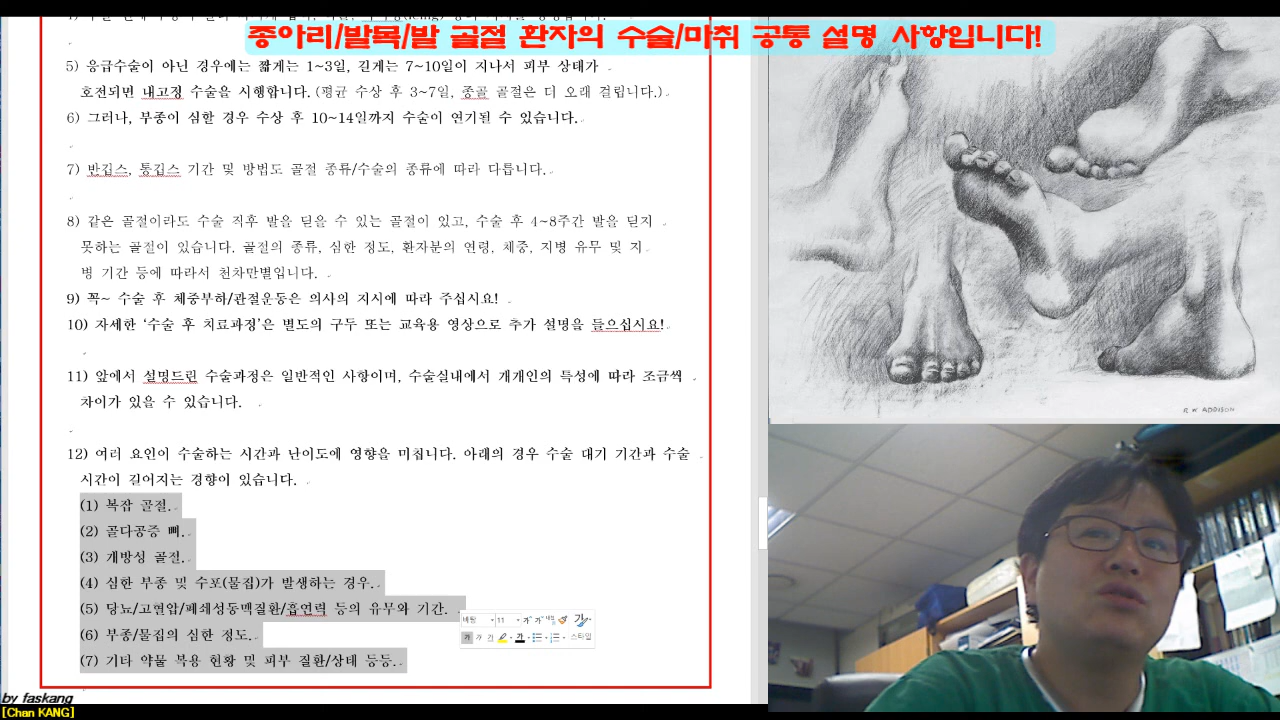 종아리/발목/발 골절 환자의 수술/마취 공통 설명 사항입니다!
5) 응급수술이 아닌 경우에는 짧게는 1~3일, 길게는 7~10일이 지나서 피부 상태가
호전되면 내고정 수술을 시행합니다. (평균 수상 후 3~7일, 종골 골절은 더 오래 걸립니다.)
6) 그러나, 부종이 심할 경우 수상 후 10~14일까지 수술이 연기될 수 있습니다.
7) 반깁스, 통깁스 기간 및 방법도 골절 종류/수술의 종류에 따라 다릅니다.
8) 같은 골절이라도 수술 직후 발을 딛을 수 있는 골절이 있고, 수술 후 4~8주간 발을 딛지
못하는 골절이 있습니다. 골절의 종류, 심한 정도, 환자분의 연령, 체중, 지병 유무 및 지
병 기간 등에 따라서 천차만별입니다.
9) 꼭~ 수술 후 체중부하/관절운동은 의사의 지시에 따라 주십시요!
10) 자세한 '수술 후 치료과정'은 별도의 구두 또는 교육용 영상으로 추가 설명을 들으십시요!
11) 앞에서 설명드린 수술과정은 일반적인 사항이며, 수술실내에서 개개인의 특성에 따라 조금씩
차이가 있을 수 있습니다.
12) 여러 요인이 수술하는 시간과 난이도에 영향을 미칩니다. 아래의 경우 수술 대기 기간과 수술
시간이 길어지는 경향이 있습니다.
(1) 복잡 골절.
(2) 골다공증 뼈.
(3) 개방성 골절.
(4) 심한 부종 및 수포(물집)가 발생하는 경우.
(5) 당뇨/고혈압/폐쇄성동맥질환/흡연력 등의 유무와 기간.
(6) 부종/물집의 심한 정도.
(7) 기타 약물 복용 현황 및 피부 질환/상태 등등.
바탕 11 가 가
가 가 간 가 스타일
R W ADDISON
by faskang
[Chan KANG]